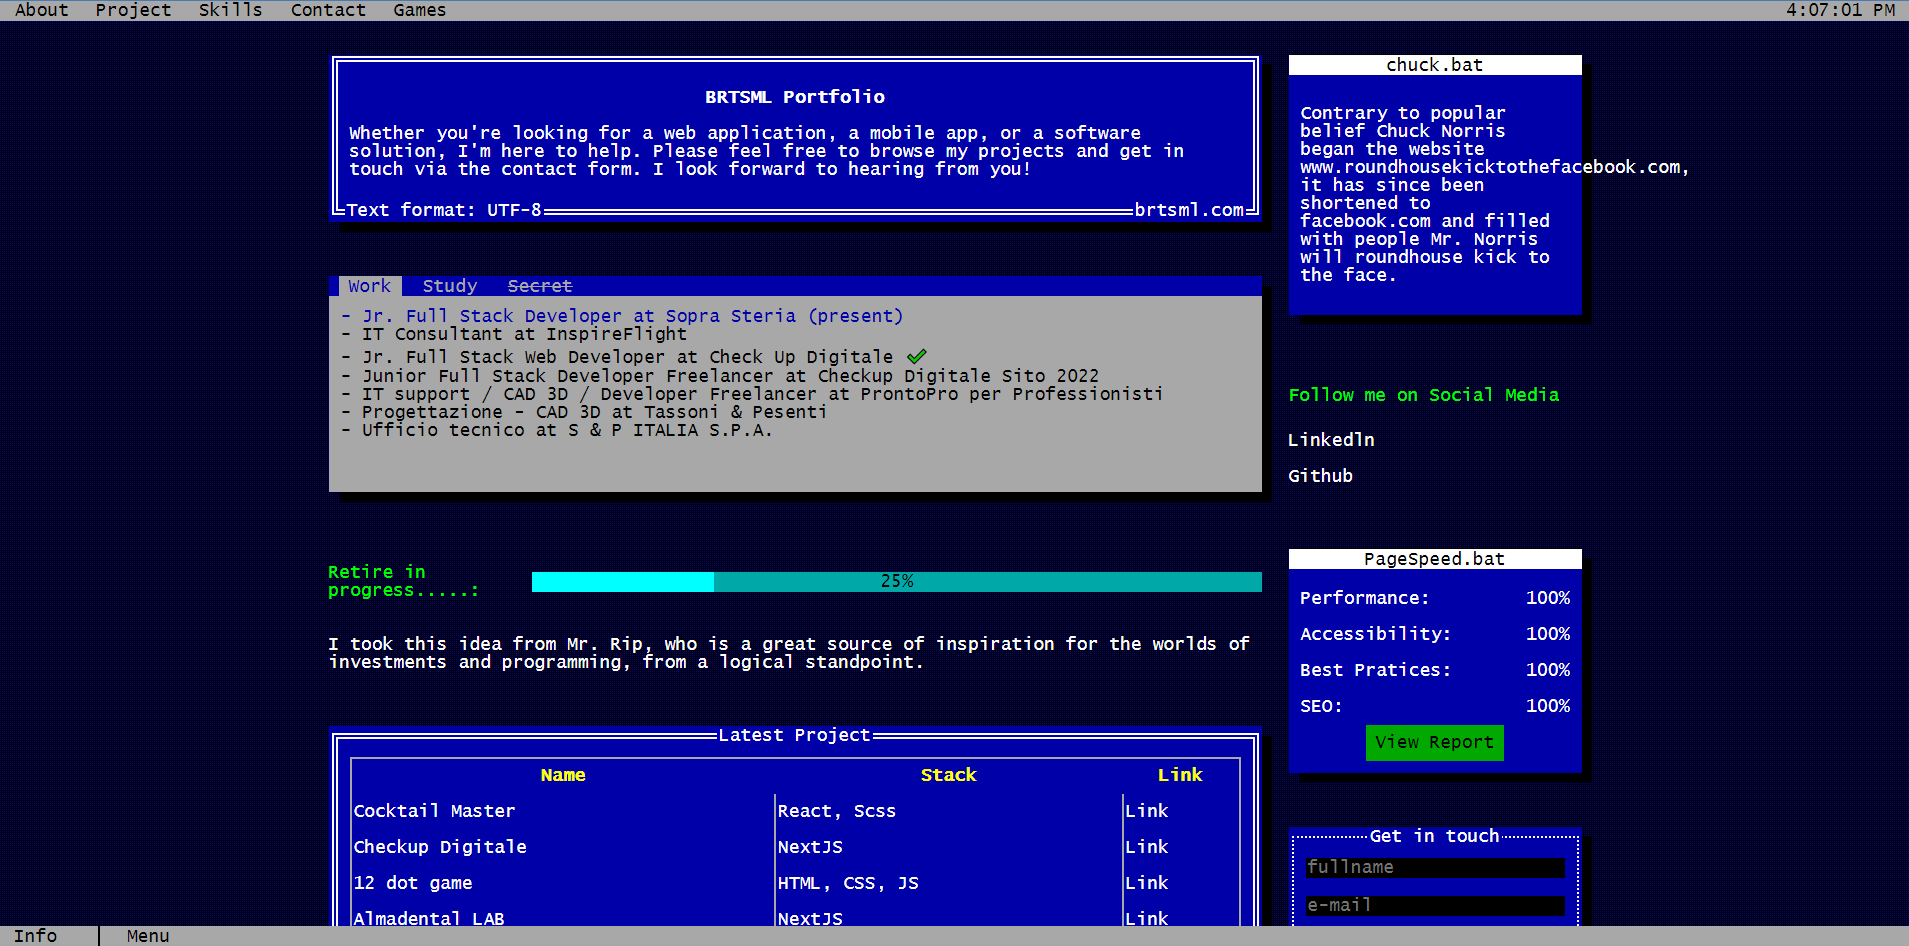 About Project Skills Contact Games 4:07:01 PM
BRTSML Portfolio
Whether you're looking for a web application, a mobile app, or a software
solution, I'm here to help. Please feel free to browse my projects and get in
touch via the contact form. I look forward to hearing from you!
Text format: UTF-8 brtsml.com
chuck.bat
Contrary to popular
belief Chuck Norris
began the website
www.roundhousekicktothefacebook.com,
it has since been
shortened to
facebook.com and filled
with people Mr. Norris
will roundhouse kick to
the face.
Work Study Secret
- Jr. Full Stack Developer at Sopra Steria (present)
- IT Consultant at InspireFlight
- Jr. Full Stack Web Developer at Check Up Digitale ✔
- Junior Full Stack Developer Freelancer at Checkup Digitale Sito 2022
- IT support / CAD 3D / Developer Freelancer at ProntoPro per Professionisti
- Progettazione - CAD 3D at Tassoni & Pesenti
- Ufficio tecnico at S & P ITALIA S.P.A.
Follow me on Social Media
Linkedln
Github
Retire in
progress.....:
25%
I took this idea from Mr. Rip, who is a great source of inspiration for the worlds of
investments and programming, from a logical standpoint.
PageSpeed.bat
Performance: 100%
Accessibility: 100%
Best Pratices: 100%
SEO: 100%
View Report
Latest Project
Name Stack Link
Cocktail Master React, Scss Link
Checkup Digitale NextJS Link
12 dot game HTML, CSS, JS Link
Almadental LAB NextJS Link
Get in touch
fullname
e-mail
Info Menu